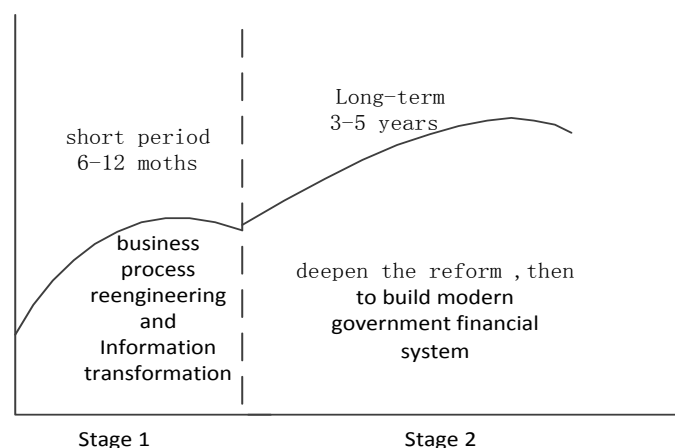 short period
6-12 moths
Long-term
3-5 years
business
process
reengineering
and
Information
transformation
deepen the reform ,then
to build modern
government financial
system
Stage 1
Stage 2